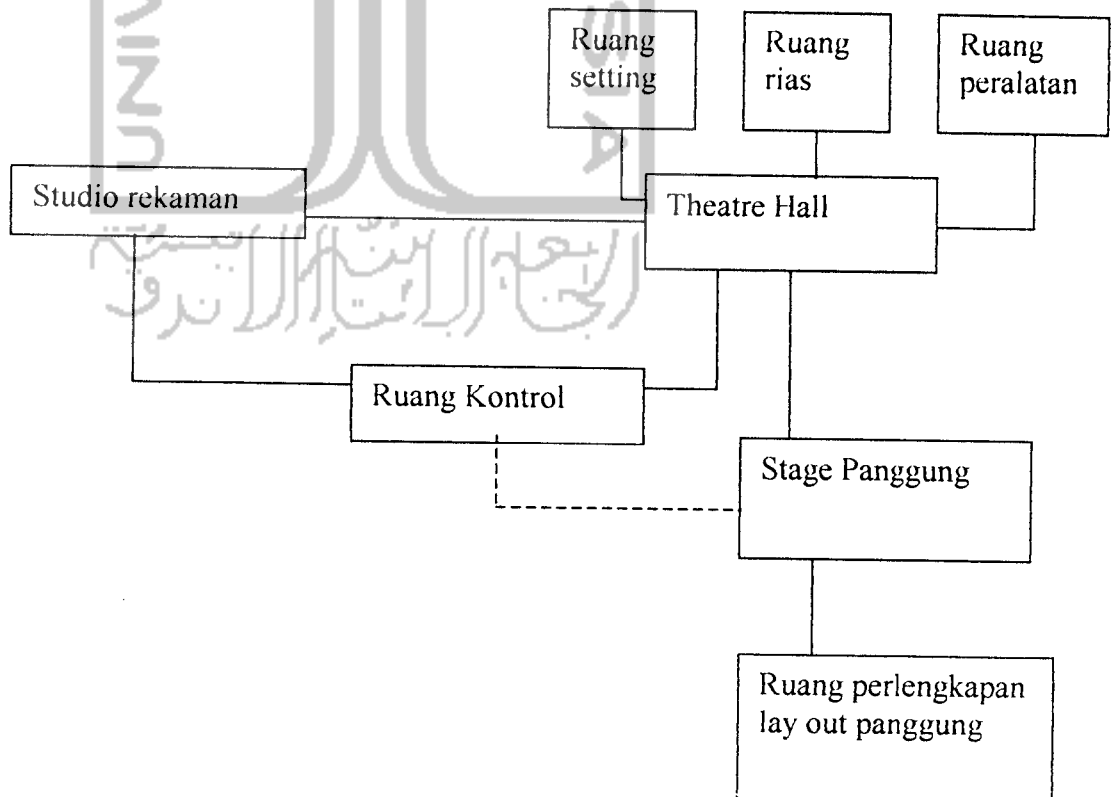 Ruang
setting
Ruang
rias
Ruang
peralatan
Studio rekaman
Theatre Hall
Ruang Kontrol
Stage Panggung
Ruang perlengkapan
lay out panggung